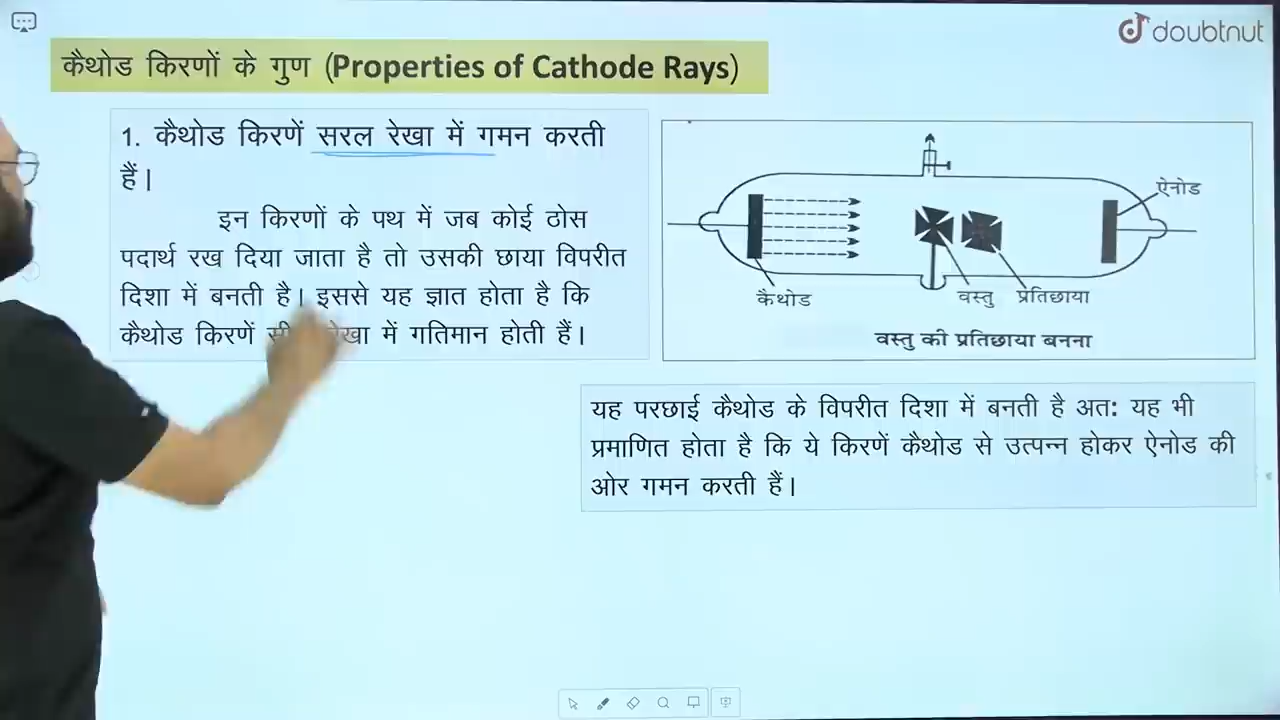 doubtnut
कैथोड किरणों के गुण (Properties of Cathode Rays)
1. कैथोड किरणें सरल रेखा में गमन करती
हैं।
इन किरणों के पथ में जब कोई ठोस
पदार्थ रख दिया जाता है तो उसकी छाया विपरीत
दिशा में बनती है। इससे यह ज्ञात होता है कि
कैथोड किरणें रेखा में गतिमान होती हैं।
ऐनोड
कैथोड
वस्तु
प्रतिछाया
वस्तु की प्रतिछाया बनना
यह परछाई कैथोड के विपरीत दिशा में बनती है अत: यह भी
प्रमाणित होता है कि ये किरणें कैथोड से उत्पन्न होकर ऐनोड की
ओर गमन करती हैं।